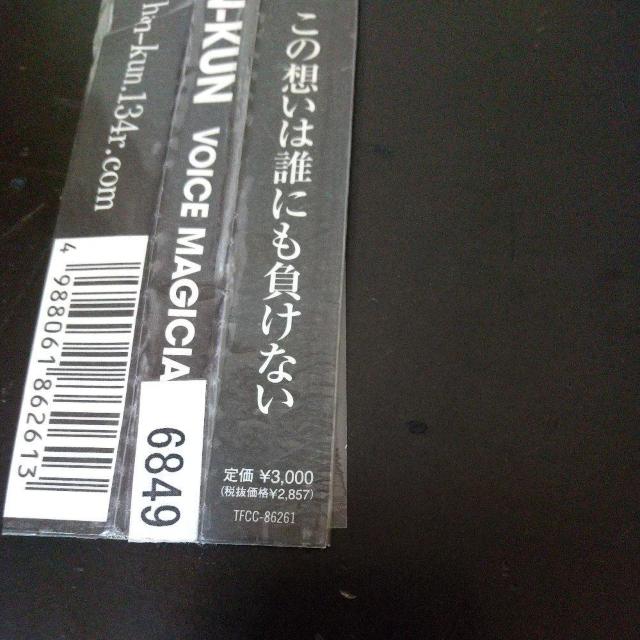 この想いは誰にも負けない
定価 ¥3,000
(税抜価格¥2,857)
TFCC-86261
-KUN VOICE MAGICIA
6849
ha-kun.134r.com
4 988061 862613